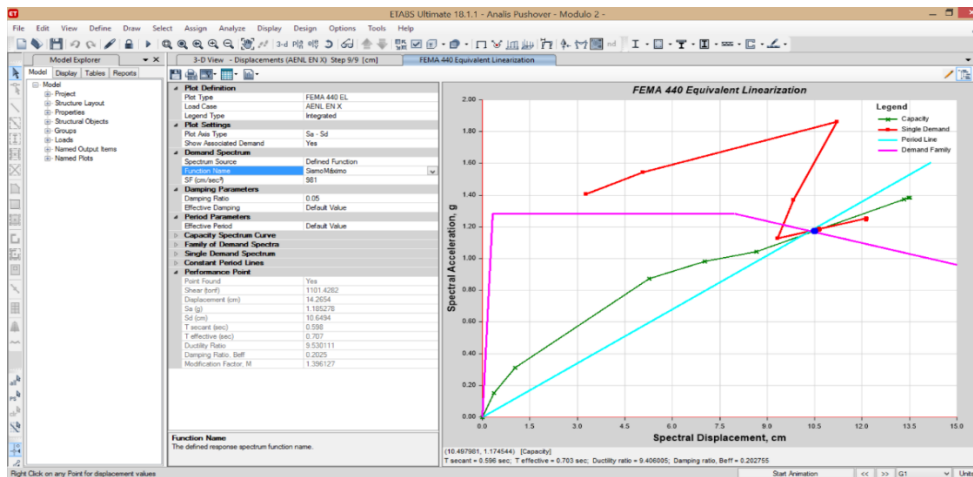 ETABS Ultimate 18.1.1 - Analis Pushover - Modulo 2 -
File Edit View Define Draw Select Assign Analyze Display Design Options Tools Help
Model Explorer
3-D View - Displacements (AENL EN X) Step 9/9 [cm]
FEMA 440 Equivalent Linearization
Model Display Tables Reports
Model
Project
Structure Layout
Properties
Structural Objects
Groups
Loads
Named Output Items
Named Plots
Plot Definition
Plot Type FEMA 440 EL
Load Case AENL EN X
Legend Type Integrated
Plot Settings
Plot Axis Type Sa - Sd
Show Associated Demand Yes
Demand Spectrum
Spectrum Source Defined Function
Function Name SismoMáximo
SF (cm/sec²) 981
Damping Parameters
Damping Ratio 0.05
Effective Damping Default Value
Period Parameters
Effective Period Default Value
Capacity Spectrum Curve
Family of Demand Spectra
Single Demand Spectrum
Constant Period Lines
Performance Point
Point Found Yes
Shear (tonf) 1101.4282
Displacement (cm) 14.2654
Sa (g) 1.185278
Sd (cm) 10.6494
T secant (sec) 0.598
T effective (sec) 0.707
Ductility Ratio 9.530111
Damping Ratio, Beff 0.2025
Modification Factor, M 1.396127
Function Name
The defined response spectrum function name.
FEMA 440 Equivalent Linearization
Legend
Capacity
Single Demand
Period Line
Demand Family
Spectral Acceleration, g
2.00
1.80
1.60
1.40
1.20
1.00
0.80
0.60
0.40
0.20
0.00
0.0 1.5 3.0 4.5 6.0 7.5 9.0 10.5 12.0 13.5 15.0
Spectral Displacement, cm
(10.497981, 1.174544) [Capacity]
T secant = 0.596 sec; T effective = 0.703 sec; Ductility ratio = 9.406005; Damping ratio, Beff = 0.202755
Right Click on any Point for displacement values
Start Animation << >> G1 Units